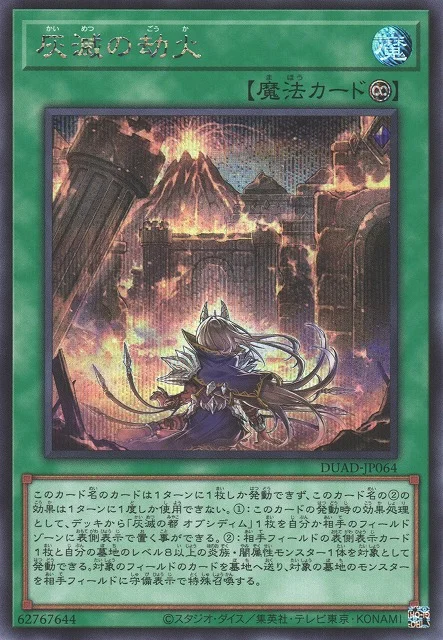 灰滅の劫火
魔
【魔法カード】
DUAD-JP064
このカード名のカードは1ターンに1枚しか発動できず、このカード名の②の
効果は1ターンに1度しか使用できない。①：このカードの発動時の効果処理
として、デッキから「灰滅の都 オブシディム」1枚を自分か相手のフィールド
ゾーンに表側表示で置く事ができる。②：相手フィールドの表側表示カード
1枚と自分の墓地のレベル8以上の炎族・闇属性モンスター1体を対象として
発動できる。対象のフィールドのカードを墓地へ送り、対象の墓地のモンスター
を相手フィールドに守備表示で特殊召喚する。
62767644
©スタジオ・ダイス／集英社・テレビ東京・KONAMI